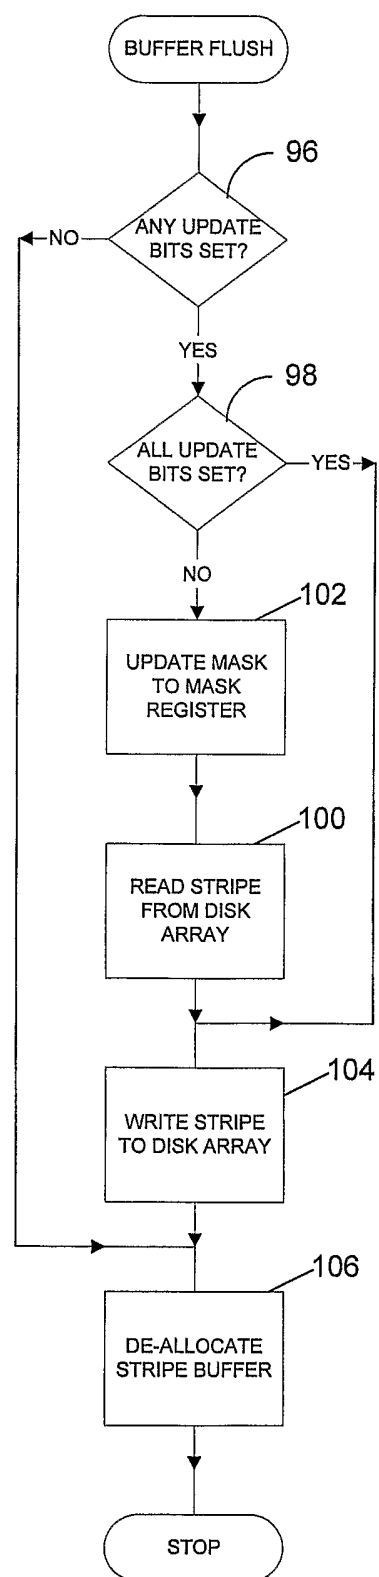 BUFFER FLUSH
96
ANY UPDATE
BITS SET?
NO
YES
98
ALL UPDATE
BITS SET?
YES
NO
102
UPDATE MASK
TO MASK
REGISTER
100
READ STRIPE
FROM DISK
ARRAY
104
WRITE STRIPE
TO DISK ARRAY
106
DE-ALLOCATE
STRIPE BUFFER
STOP